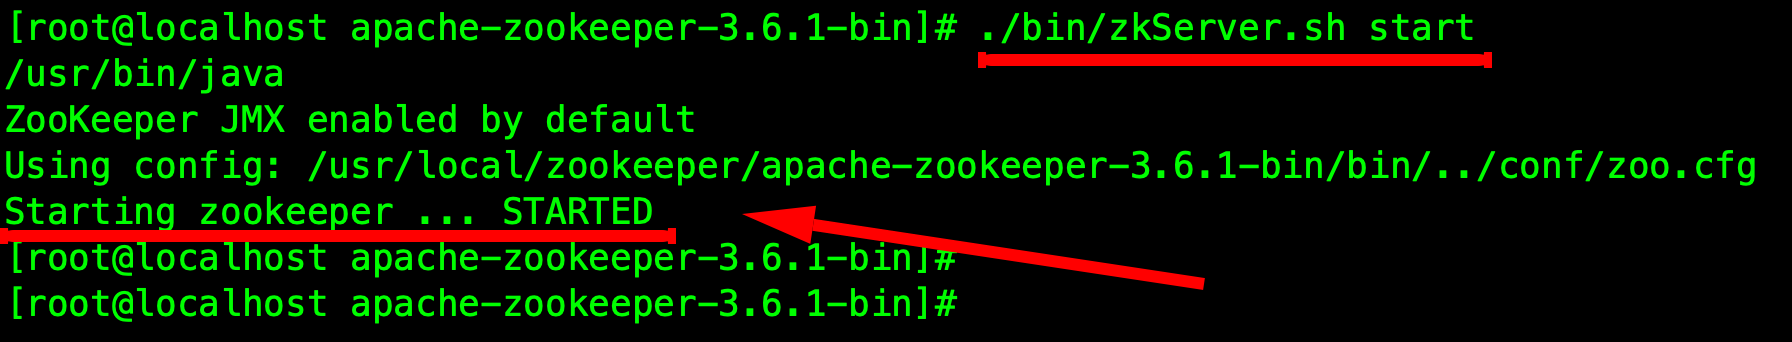 [root@localhost apache-zookeeper-3.6.1-bin]# ./bin/zkServer.sh start
/usr/bin/java
ZooKeeper JMX enabled by default
Using config: /usr/local/zookeeper/apache-zookeeper-3.6.1-bin/bin/../conf/zoo.cfg
Starting zookeeper ... STARTED
[root@localhost apache-zookeeper-3.6.1-bin]#
[root@localhost apache-zookeeper-3.6.1-bin]#